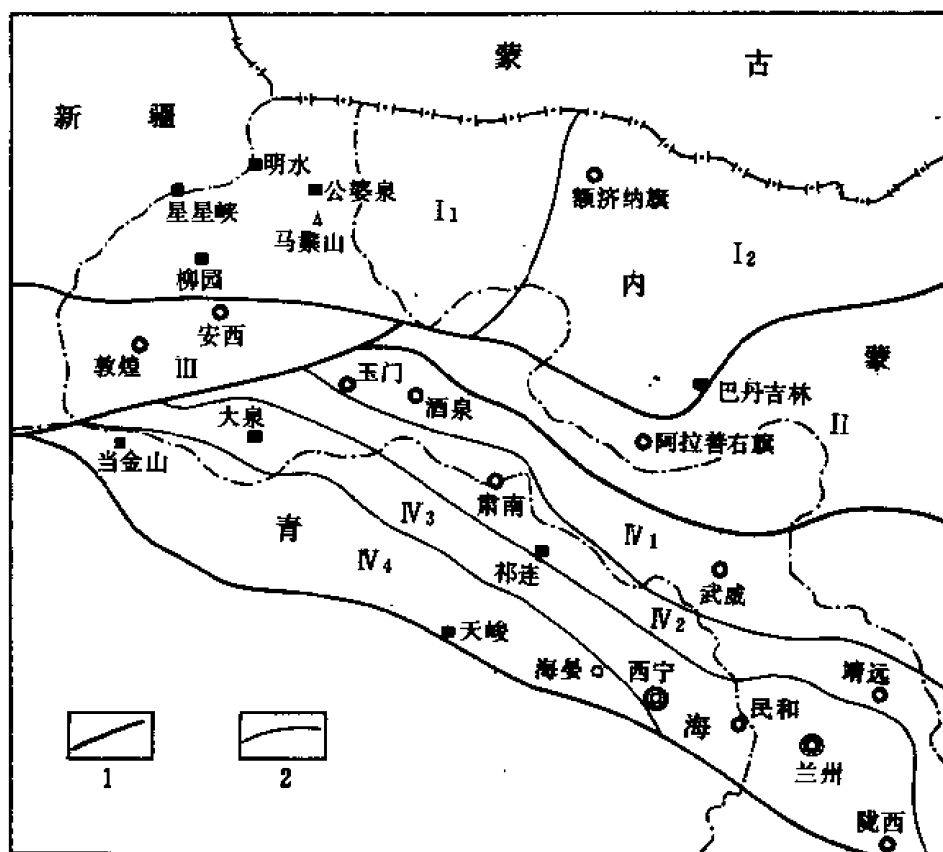 蒙 古
新 疆
明水
公婆泉
星星峡
马鬃山
Ⅰ1
额济纳旗
Ⅰ2
柳园
内
安西
敦煌
Ⅲ
玉门
酒泉
巴丹吉林
蒙
大泉
阿拉善右旗
Ⅱ
当金山
肃南
青
Ⅳ3
Ⅳ1
Ⅳ4
祁连
武威
Ⅳ2
天峻
海晏
西宁
靖远
海
民和
兰州
1
2
陇西